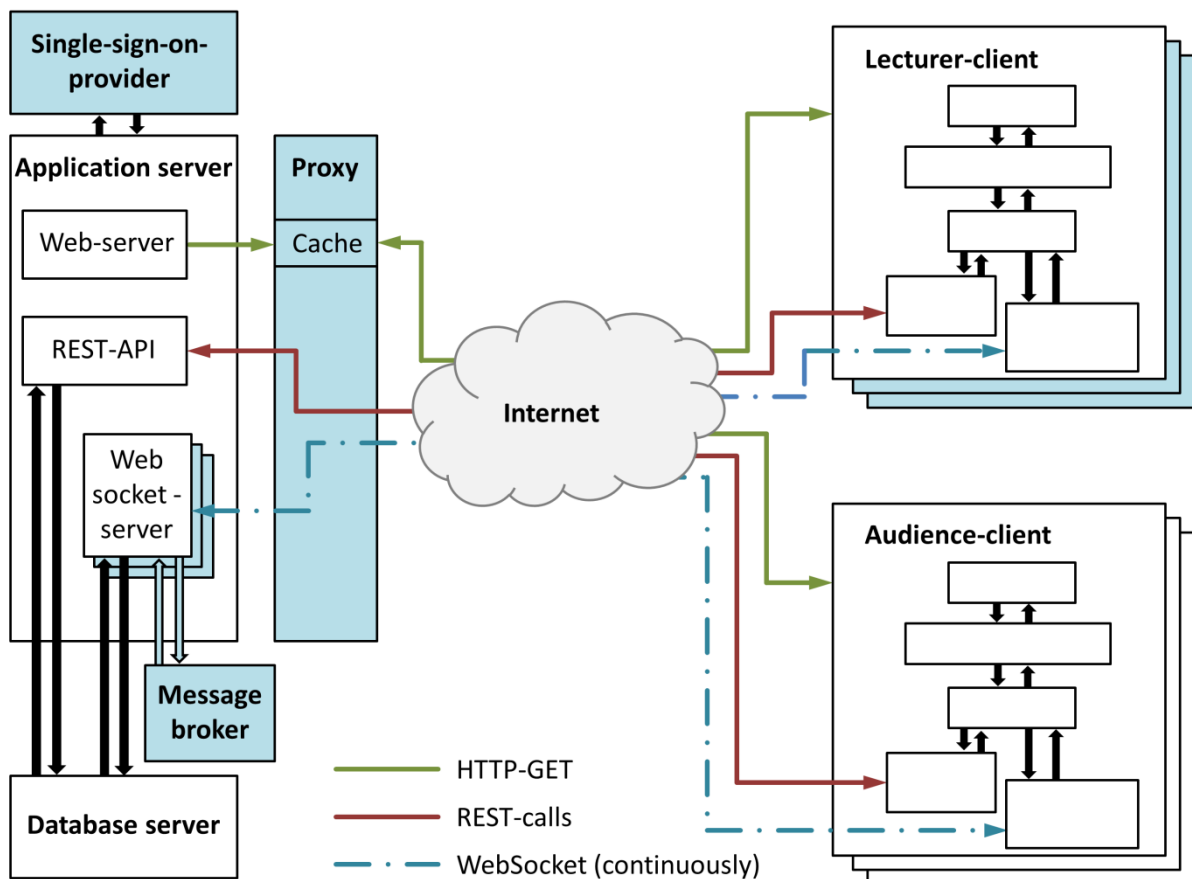 Single-sign-on-
provider
Application server
Web-server
REST-API
Web
socket -
server
Message
broker
Database server
Proxy
Cache
Internet
Lecturer-client
Audience-client
HTTP-GET
REST-calls
WebSocket (continuously)